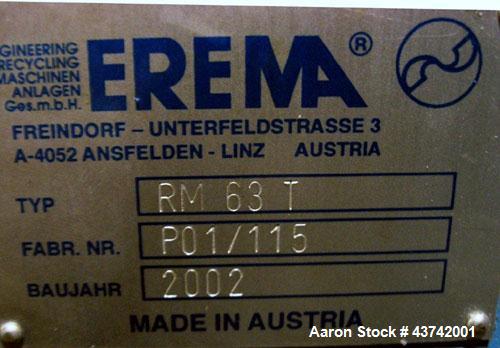 GINEERING
RECYCLING
MASCHINEN
ANLAGEN
Ges.m.b.H.
EREMA®
FREINDORF – UNTERFELDSTRASSE 3
A-4052 ANSFELDEN - LINZ AUSTRIA
TYP RM 63 T
FABR. NR. P01/115
BAUJAHR 2002
MADE IN AUSTRIA
Aaron Stock # 43742001